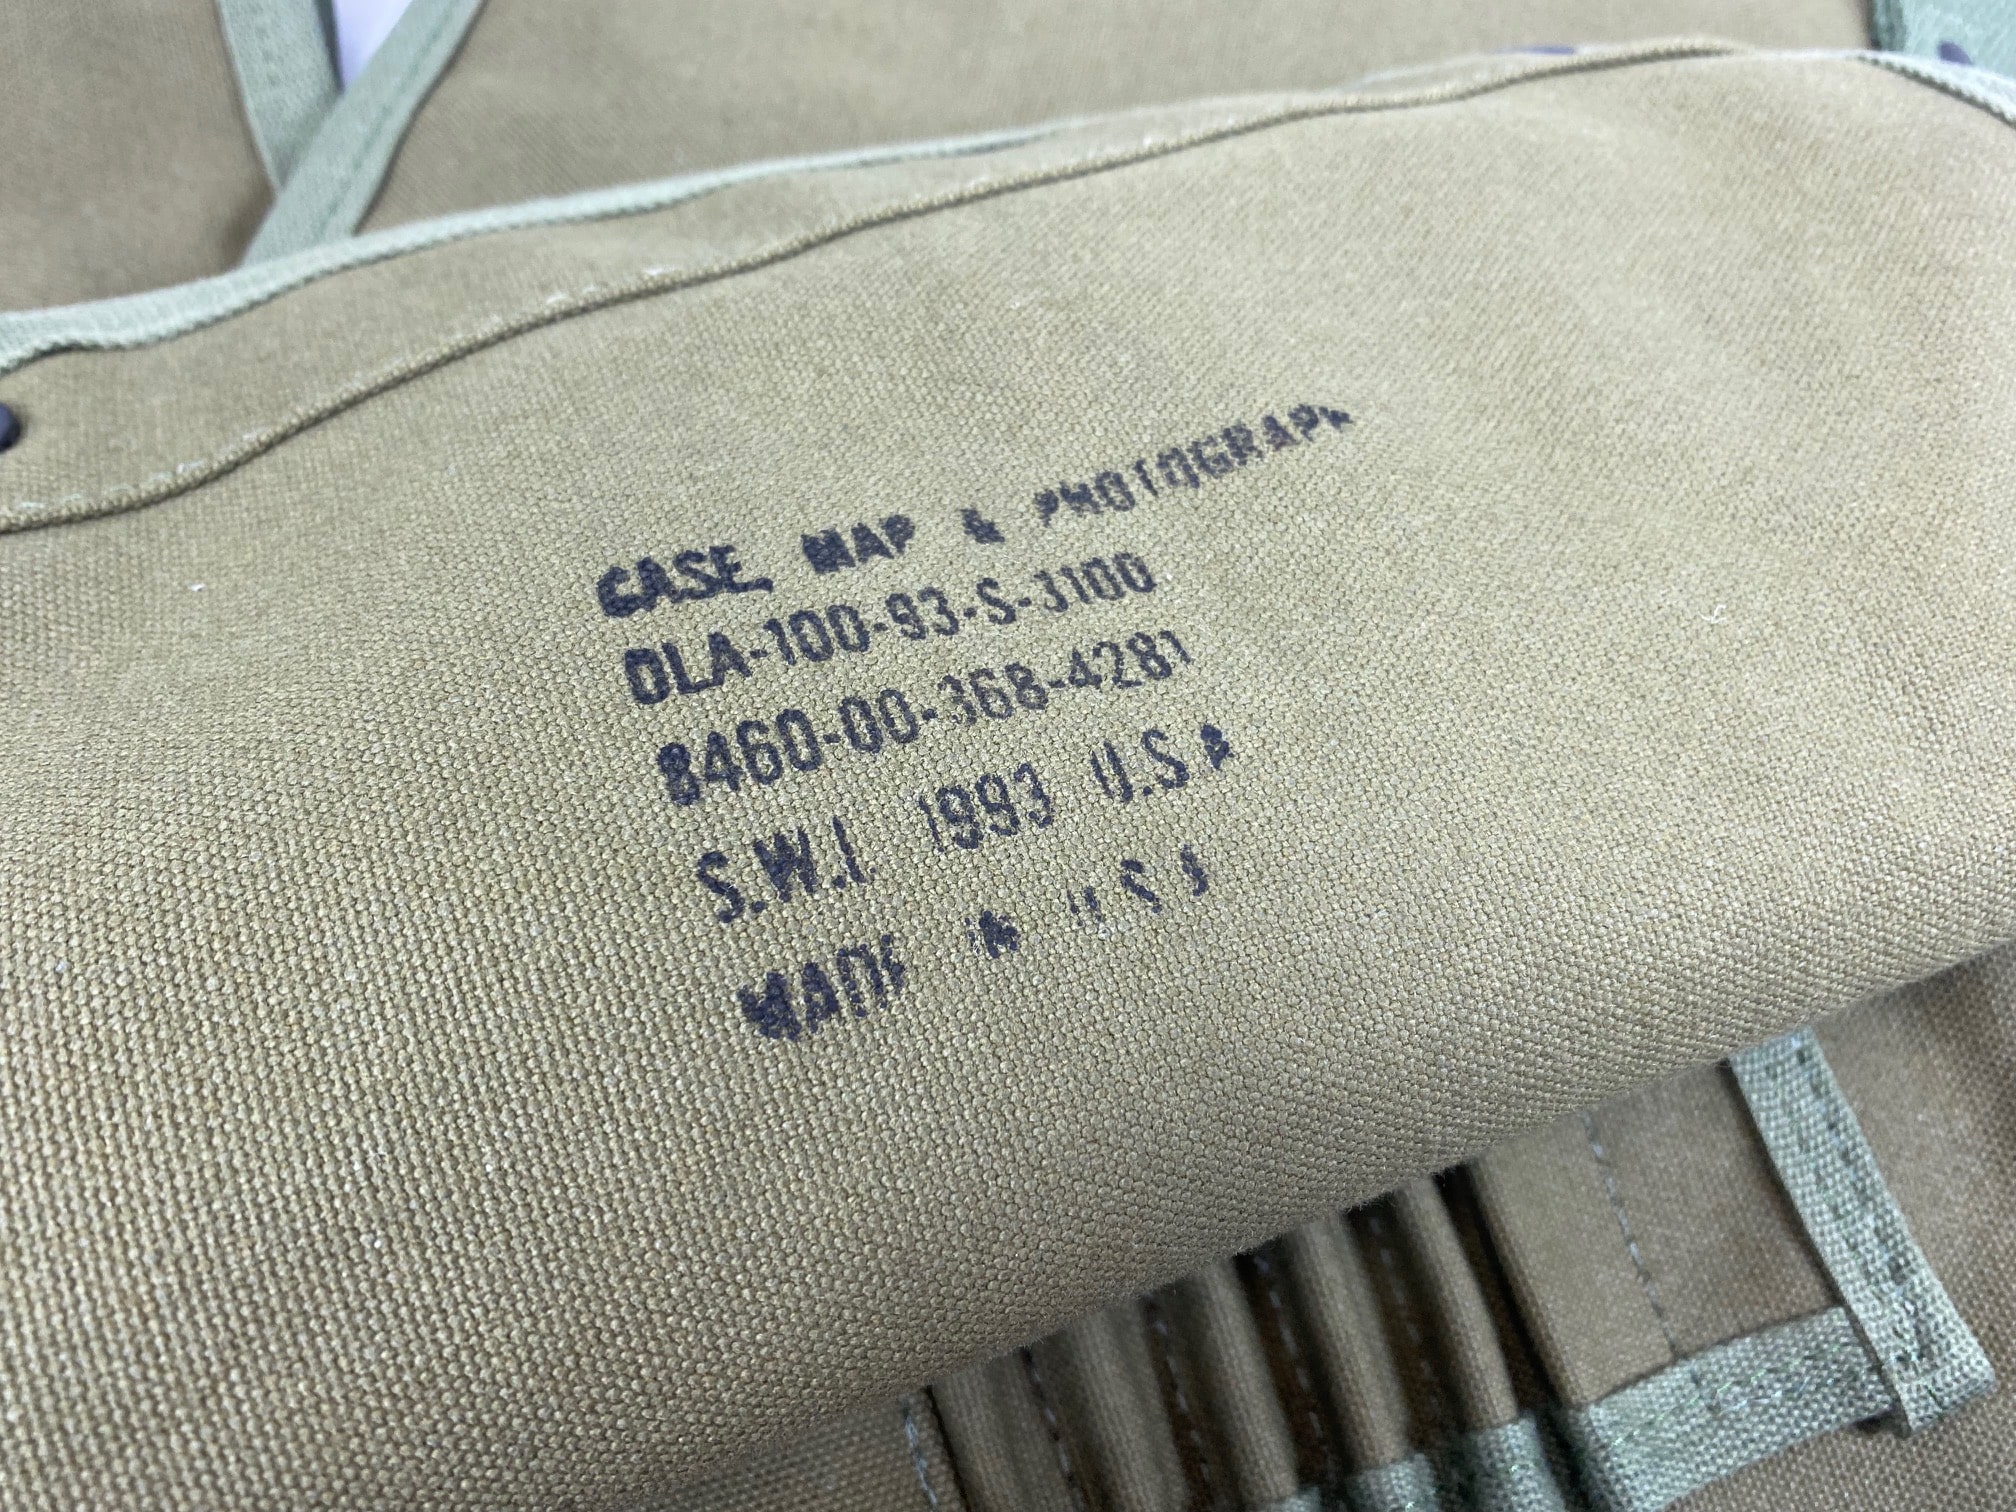 CASE, MAP & PHOTOGRAPH
DLA-100-93-S-3100
8460-00-368-4281
S.W.I. 1993 U.S.A
MADE IN U.S.A